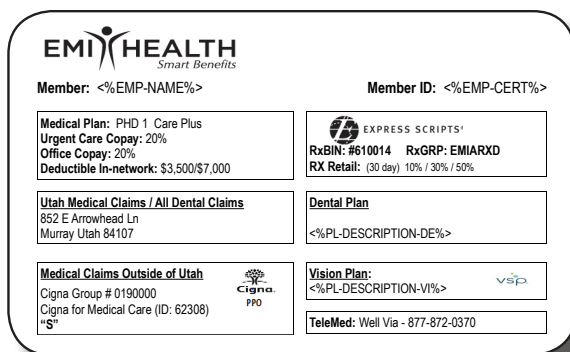 EMI HEALTH
Smart Benefits
Member: <%EMP-NAME%>
Member ID: <%EMP-CERT%>
Medical Plan: PHD 1 Care Plus
Urgent Care Copay: 20%
Office Copay: 20%
Deductible In-network: $3,500/$7,000
EXPRESS SCRIPTS®
RxBIN: #610014 RxGRP: EMIARXD
RX Retail: (30 day) 10% / 30% / 50%
Utah Medical Claims / All Dental Claims
852 E Arrowhead Ln
Murray Utah 84107
Dental Plan
<%PL-DESCRIPTION-DE%>
Medical Claims Outside of Utah
Cigna Group # 0190000
Cigna for Medical Care (ID: 62308)
“S”
Cigna.
PPO
Vision Plan:
<%PL-DESCRIPTION-VI%>
vsp
TeleMed: Well Via - 877-872-0370